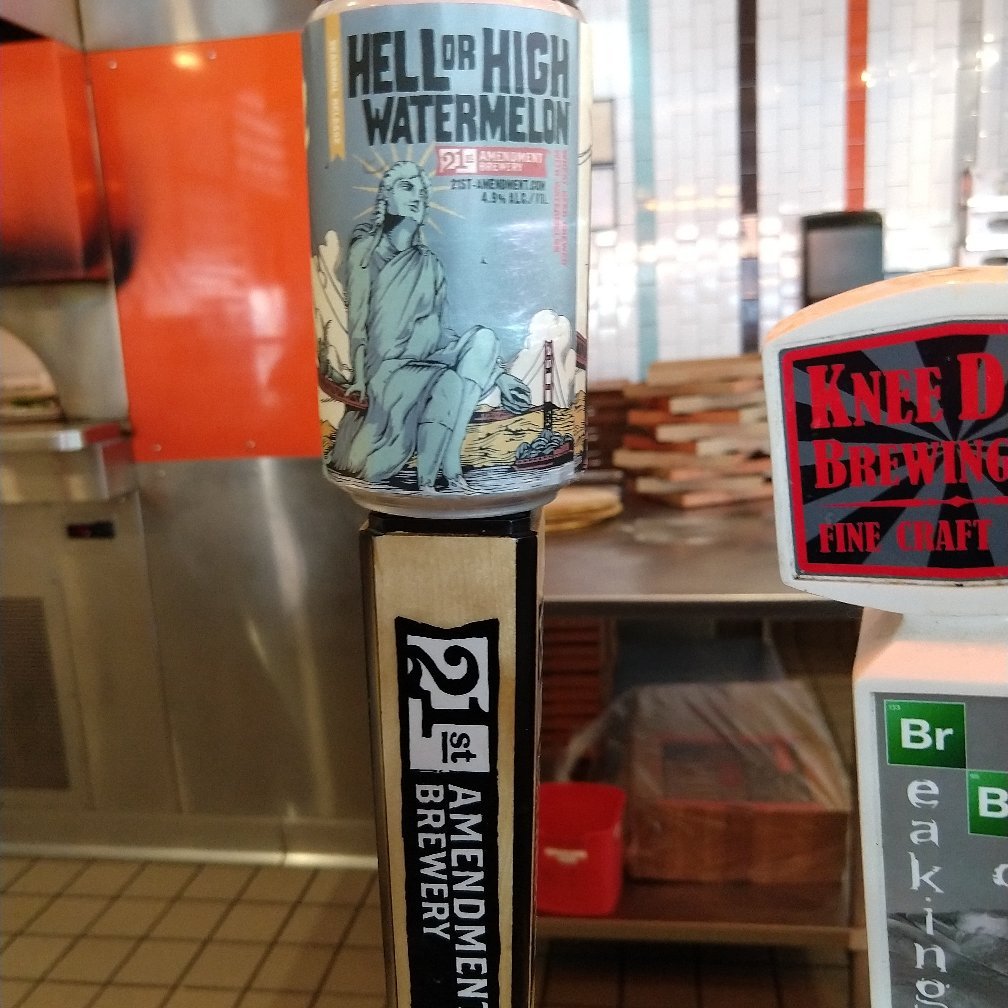 HELL OR HIGH
WATERMELON
21st AMENDMENT
BREWERY
21ST-AMENDMENT.COM
4.9% ALC./VOL
21st
AMENDMENT
BREWERY
KNEE D
BREWING
FINE CRAFT
Br
eaking
B